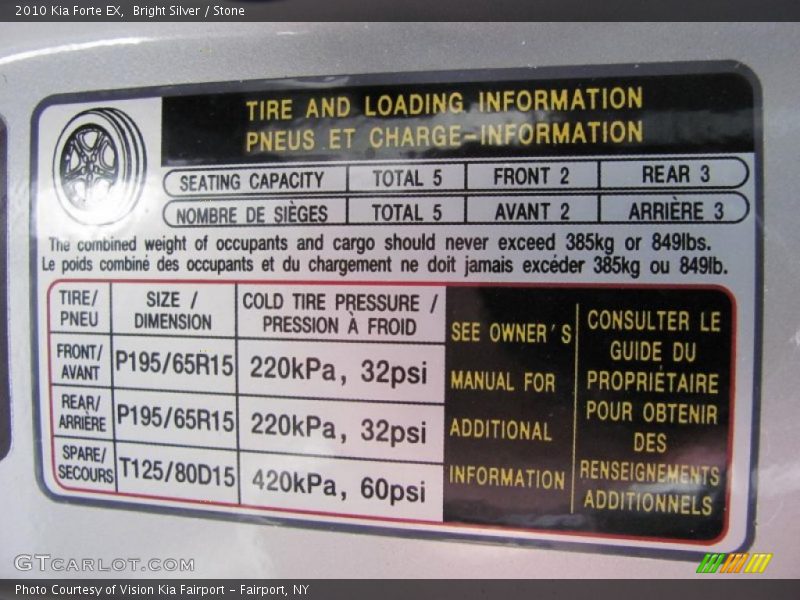 2010 Kia Forte EX, Bright Silver / Stone
TIRE AND LOADING INFORMATION
PNEUS ET CHARGE-INFORMATION
SEATING CAPACITY TOTAL 5 FRONT 2 REAR 3
NOMBRE DE SIÈGES TOTAL 5 AVANT 2 ARRIÈRE 3
The combined weight of occupants and cargo should never exceed 385kg or 849lbs.
Le poids combiné des occupants et du chargement ne doit jamais excéder 385kg ou 849lb.
TIRE/
PNEU
SIZE /
DIMENSION
COLD TIRE PRESSURE /
PRESSION À FROID
FRONT/
AVANT
P195/65R15
220kPa, 32psi
REAR/
ARRIÈRE
P195/65R15
220kPa, 32psi
SPARE/
SECOURS
T125/80D15
420kPa, 60psi
SEE OWNER'S
MANUAL FOR
ADDITIONAL
INFORMATION
CONSULTER LE
GUIDE DU
PROPRIÉTAIRE
POUR OBTENIR
DES
RENSEIGNEMENTS
ADDITIONNELS
GTCARLOT.COM
Photo Courtesy of Vision Kia Fairport - Fairport, NY